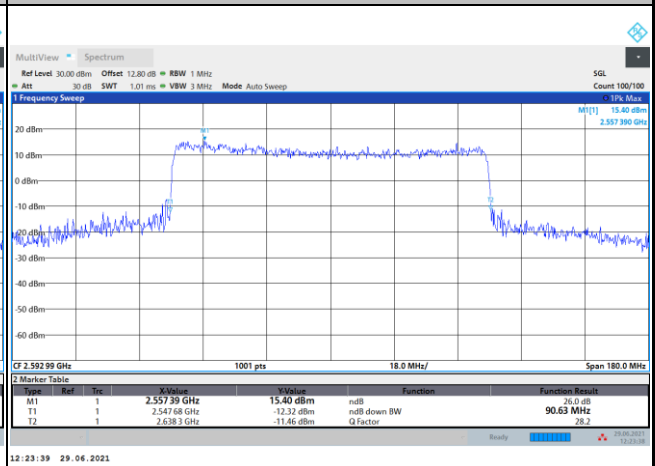 MultiView Spectrum
Ref Level 30.00 dBm Offset 12.80 dB RBW 1 MHz SGL
Att 30 dB SWT 1.01 ms VBW 3 MHz Mode Auto Sweep Count 100/100
1 Frequency Sweep 1Pk Max
M1[1] 15.40 dBm
2.557 390 GHz
20 dBm
M1
10 dBm
0 dBm
-10 dBm
T2
-20 dBm
-30 dBm
-40 dBm
-50 dBm
-60 dBm
CF 2.592 99 GHz 1001 pts 18.0 MHz/ Span 180.0 MHz
2 Marker Table
Type Ref Trc X-Value Y-Value Function Function Result
M1 1 2.557 39 GHz 15.40 dBm ndB 26.0 dB
T1 1 2.547 68 GHz -12.32 dBm ndB down BW 90.63 MHz
T2 1 2.638 3 GHz -11.46 dBm Q Factor 28.2
Ready 29.06.2021
12:23:38
12:23:39 29.06.2021